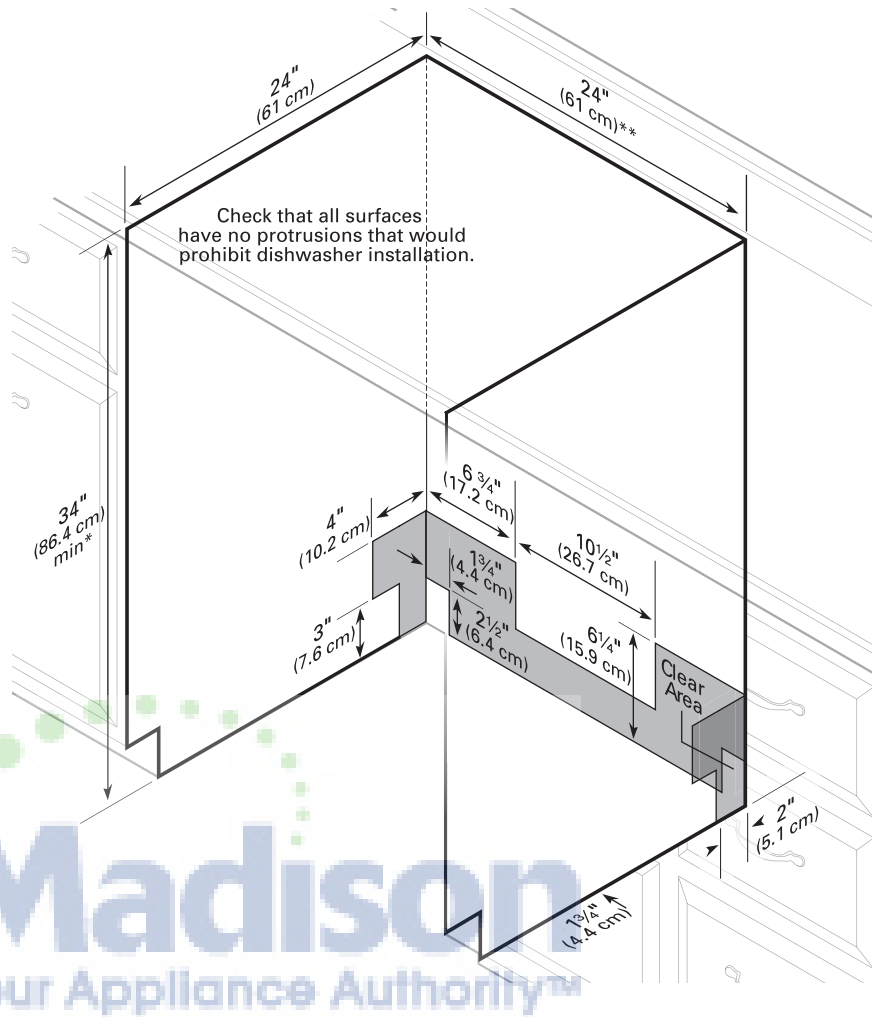 24"
(61 cm)
24"
(61 cm)**
Check that all surfaces
have no protrusions that would
prohibit dishwasher installation.
34"
(86.4 cm)
min*
4"
(10.2 cm)
6 3/4"
(17.2 cm)
10 1/2"
(26.7 cm)
1 3/4"
(4.4 cm)
3"
(7.6 cm)
2 1/2"
(6.4 cm)
6 1/4"
(15.9 cm)
Clear
Area
2"
(5.1 cm)
1 3/4"
(4.4 cm)
Madison
our Appliance Authority™